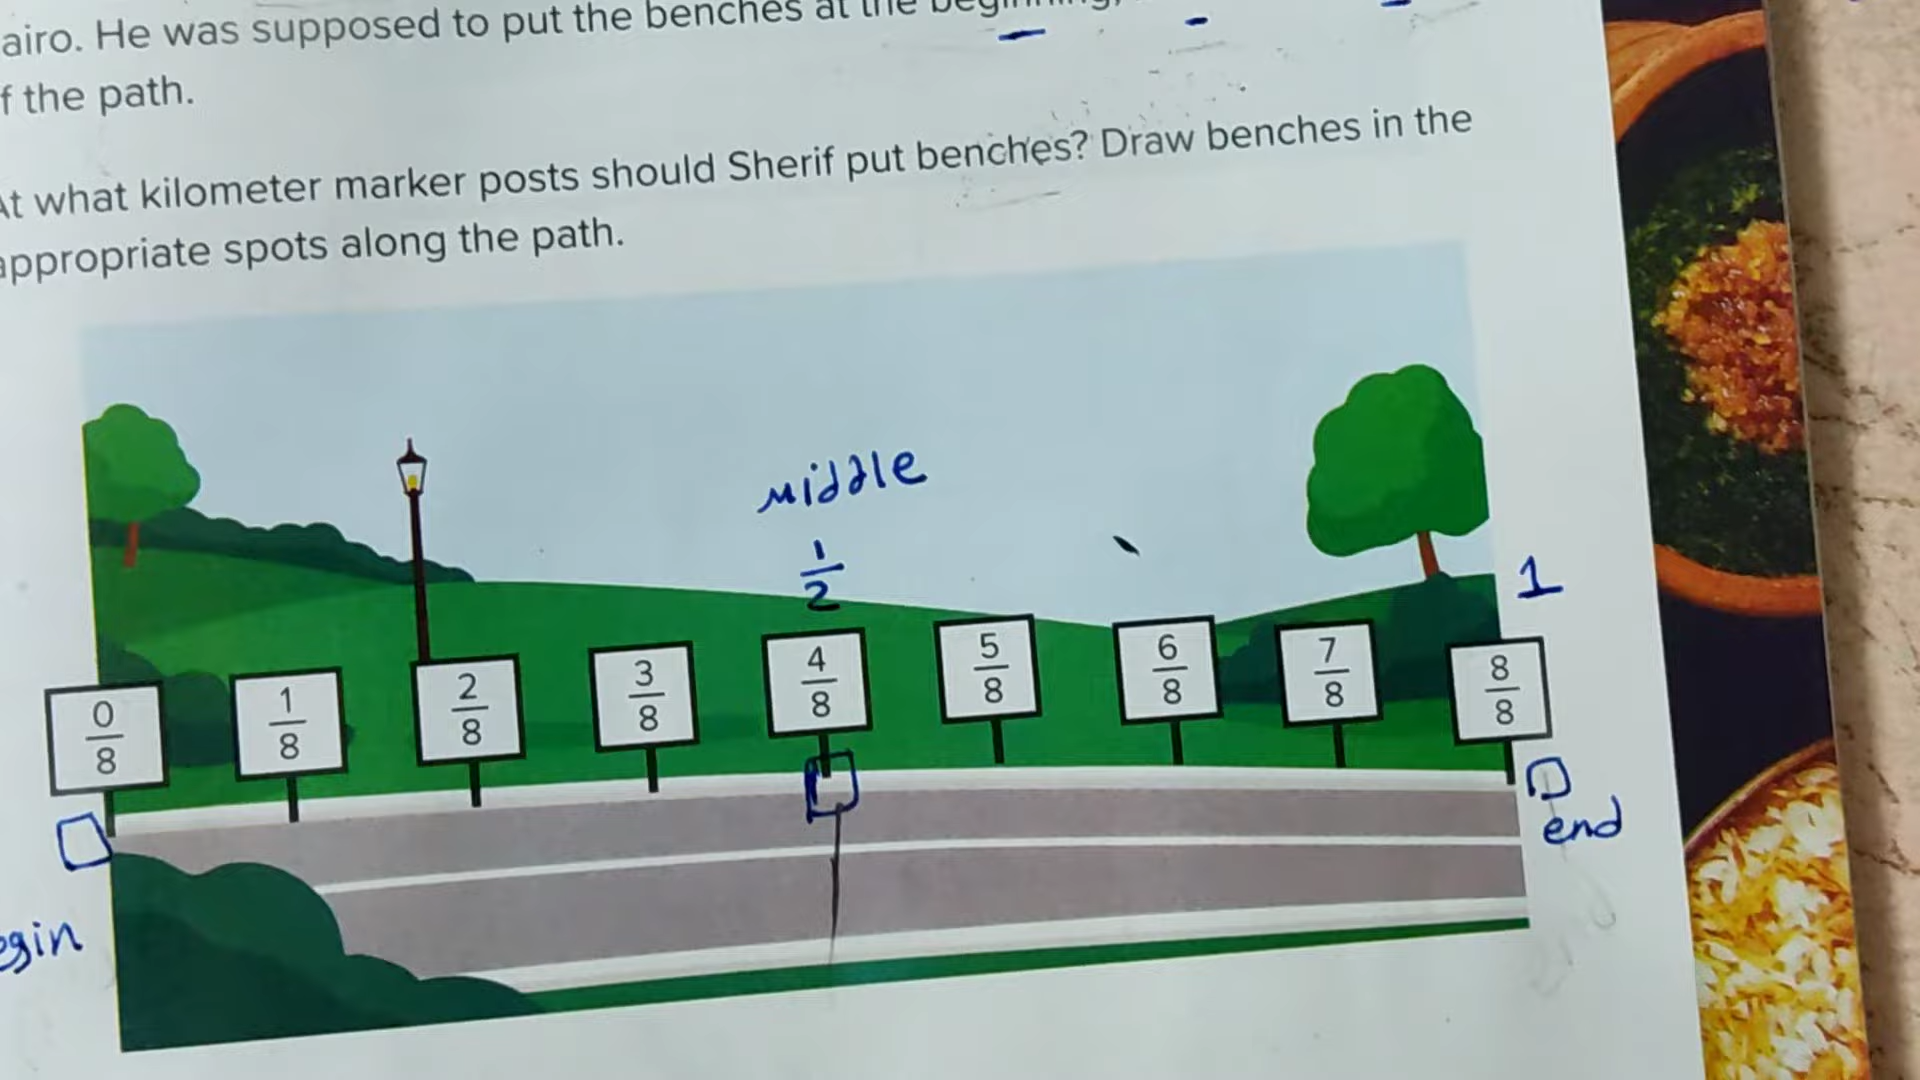 airo. He was supposed to put the benches at the
f the path.
At what kilometer marker posts should Sherif put benches? Draw benches in the
appropriate spots along the path.
middle
1/2
1
0/8 1/8 2/8 3/8 4/8 5/8 6/8 7/8 8/8
end
egin